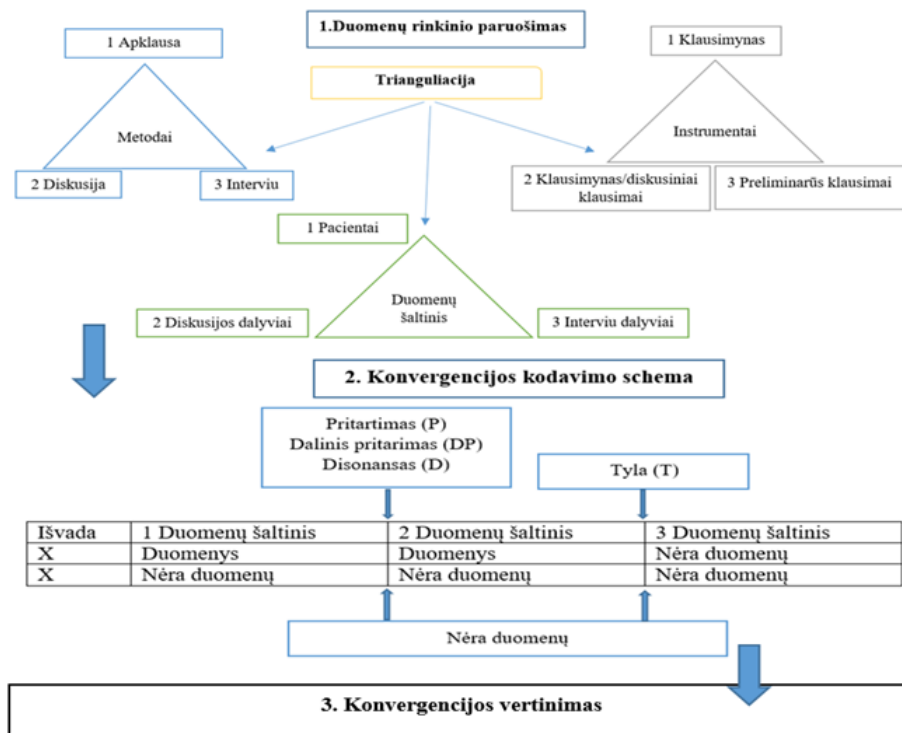 1.Duomenų rinkinio paruošimas
1 Apklausa
1 Klausimynas
Trianguliacija
Metodai
Instrumentai
2 Diskusija
3 Interviu
2 Klausimynas/diskusiniai
klausimai
3 Preliminarūs klausimai
1 Pacientai
Duomenų
šaltinis
2 Diskusijos dalyviai
3 Interviu dalyviai
2. Konvergencijos kodavimo schema
Pritartimas (P)
Dalinis pritarimas (DP)
Disonansas (D)
Tyla (T)
Išvada 1 Duomenų šaltinis 2 Duomenų šaltinis 3 Duomenų šaltinis
X Duomenys Duomenys Nėra duomenų
X Nėra duomenų Nėra duomenų Nėra duomenų
Nėra duomenų
3. Konvergencijos vertinimas